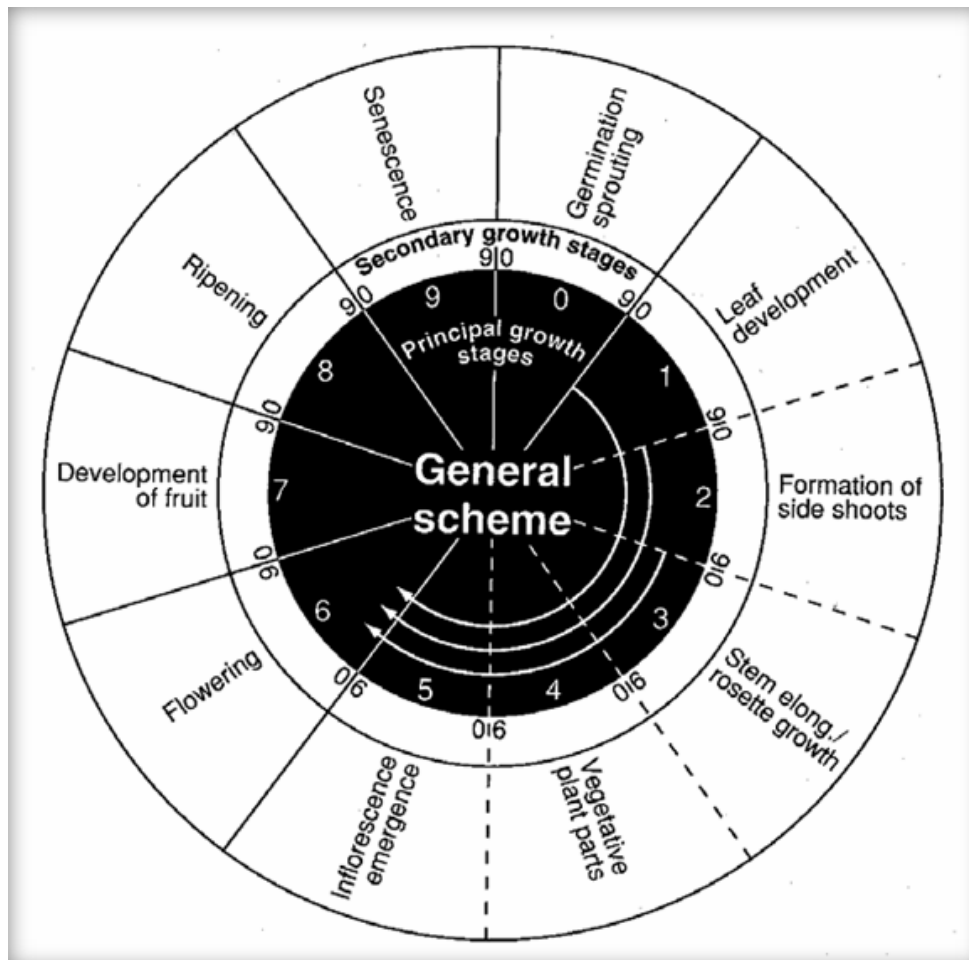 Senescence
Germination
sprouting
Leaf
development
Formation of
side shoots
Stem elong./
rosette growth
Vegetative
plant parts
Inflorescence
emergence
Flowering
Development
of fruit
Ripening
Secondary growth stages
9 0
9 0
9 0
9 0
9 0
9 0
9 0
9 0
9 0
9 0
9
0
1
2
3
4
5
6
7
8
Principal growth
stages
General
scheme